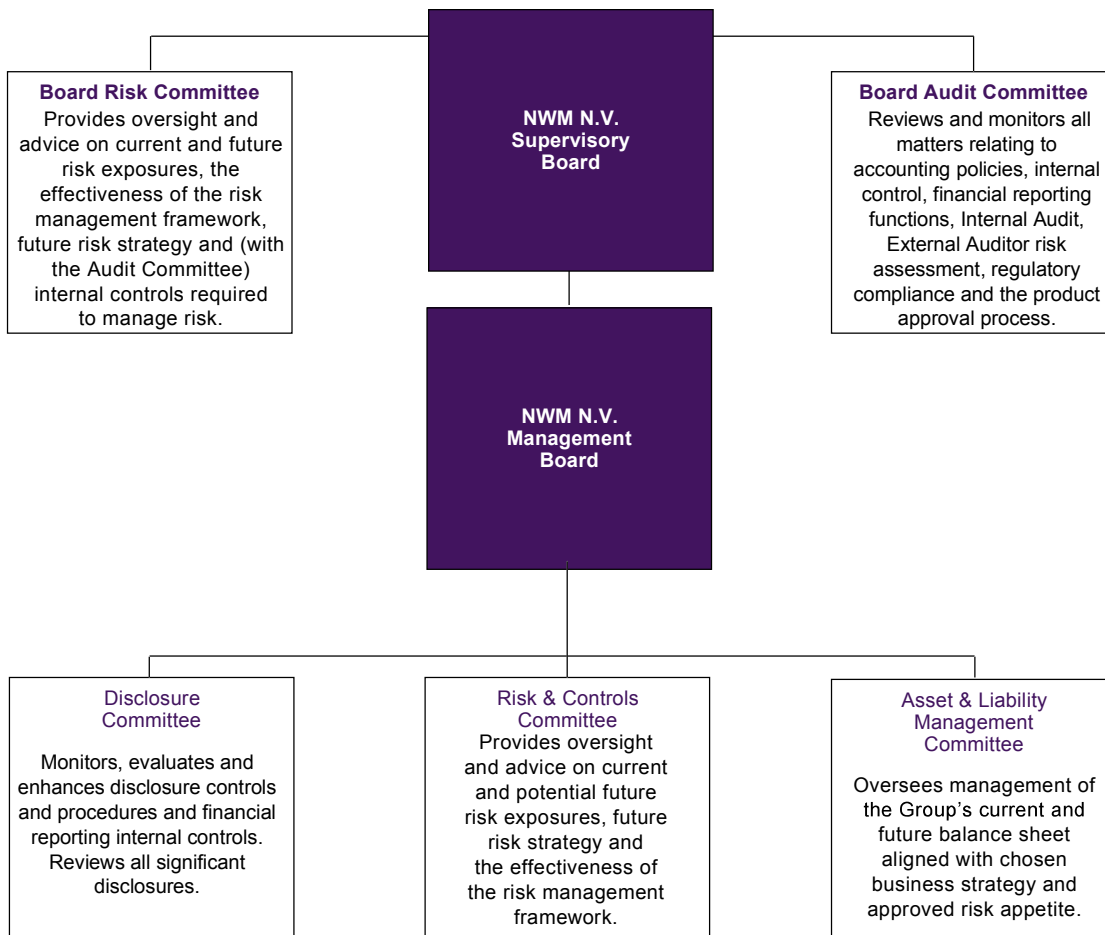 NWM N.V.
Supervisory
Board
Board Risk Committee
Provides oversight and
advice on current and future
risk exposures, the
effectiveness of the risk
management framework,
future risk strategy and (with
the Audit Committee)
internal controls required
to manage risk.
Board Audit Committee
Reviews and monitors all
matters relating to
accounting policies, internal
control, financial reporting
functions, Internal Audit,
External Auditor risk
assessment, regulatory
compliance and the product
approval process.
NWM N.V.
Management
Board
Disclosure
Committee
Monitors, evaluates and
enhances disclosure controls
and procedures and financial
reporting internal controls.
Reviews all significant
disclosures.
Risk & Controls
Committee
Provides oversight
and advice on current
and potential future
risk exposures, future
risk strategy and
the effectiveness of
the risk management
framework.
Asset & Liability
Management
Committee
Oversees management of
the Group's current and
future balance sheet
aligned with chosen
business strategy and
approved risk appetite.